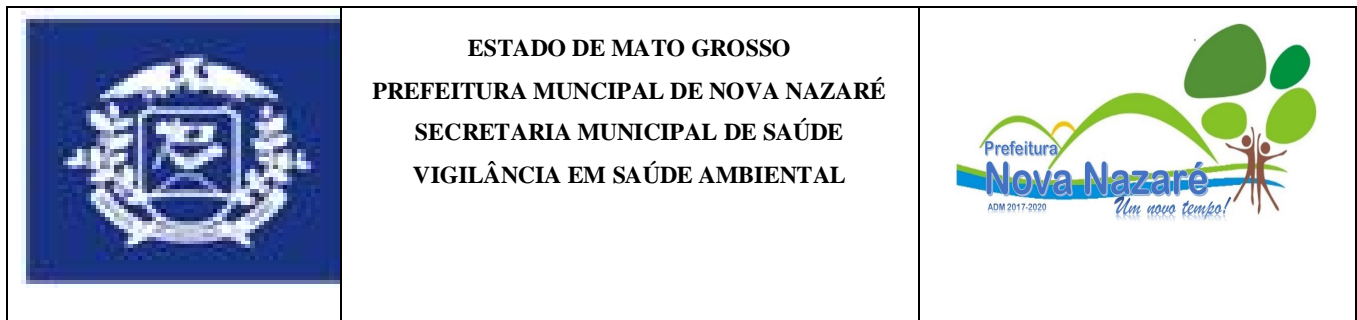 ESTADO DE MATO GROSSO
PREFEITURA MUNCIPAL DE NOVA NAZARÉ
SECRETARIA MUNICIPAL DE SAÚDE
VIGILÂNCIA EM SAÚDE AMBIENTAL
Prefeitura
Nova Nazaré
ADM 2017-2020
Um novo tempo!